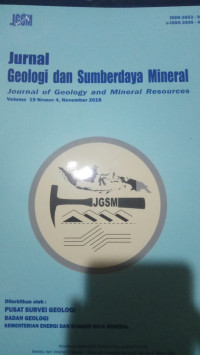 JGSM
Jurnal
Geologi dan Sumberdaya Mineral
Journal of Geology and Mineral Resources
Volume 19 Nomor 4, November 2018
JGSM
Diterbitkan oleh :
PUSAT SURVEI GEOLOGI
BADAN GEOLOGI
KEMENTERIAN ENERGI DAN SUMBER DAYA MINERAL